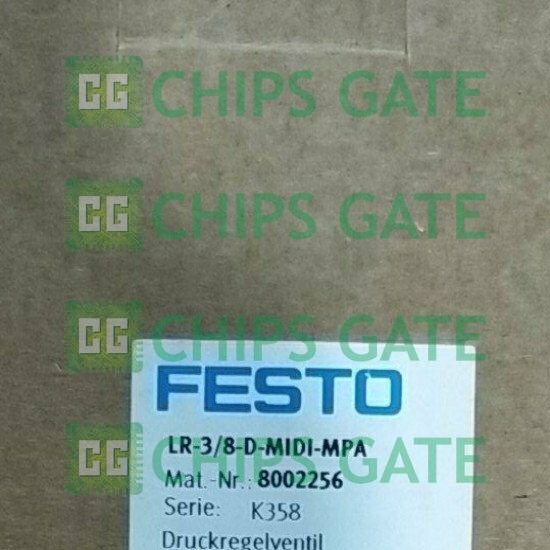 CG CHIPS GATE
CG CHIPS GATE
CG CHIPS GATE
FESTO
LR-3/8-D-MIDI-MPA
CG CHIPS GATE
Mat.-Nr.: 8002256
Serie: K358
Druckregelventil